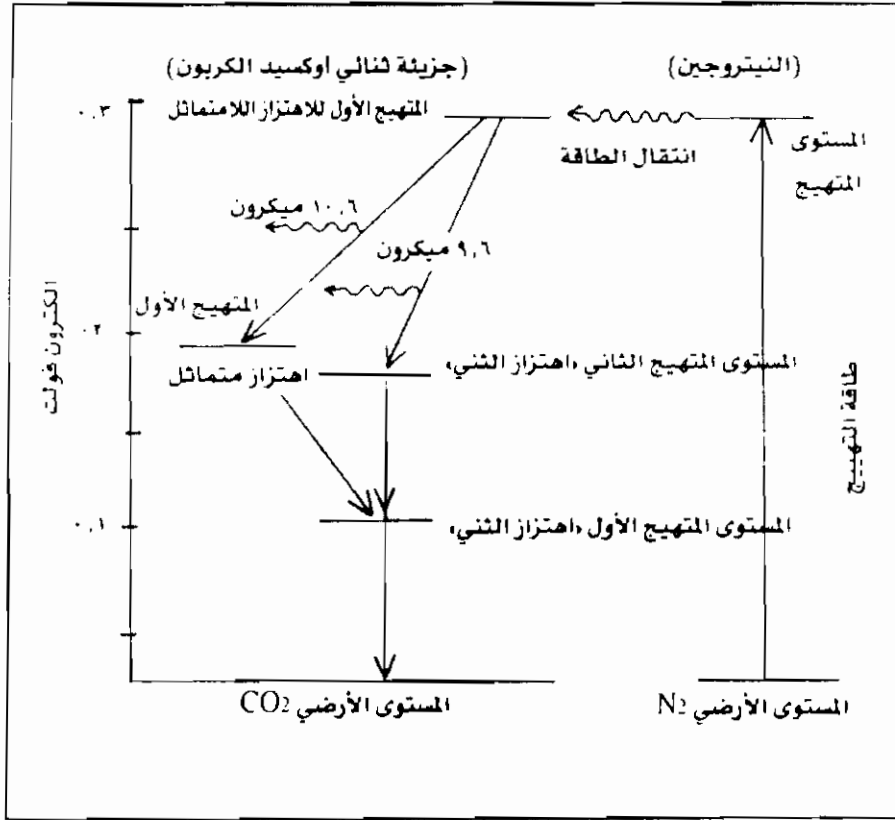 (النيتروجين)
(جزيئة ثنائي اوكسيد الكربون)
المتهيج الأول للاهتزاز اللامتماثل
٠,٣
المستوى
المتهيج
انتقال الطاقة
١٠,٦ ميكرون
٩,٦ ميكرون
المتهيج الأول
٠٢
الكترون فولت
اهتزاز متماثل
المستوى المتهيج الثاني «اهتزاز الثني»
طاقة التهييج
٠,١
المستوى المتهيج الأول «اهتزاز الثني»
المستوى الأرضي CO2
المستوى الأرضي N2